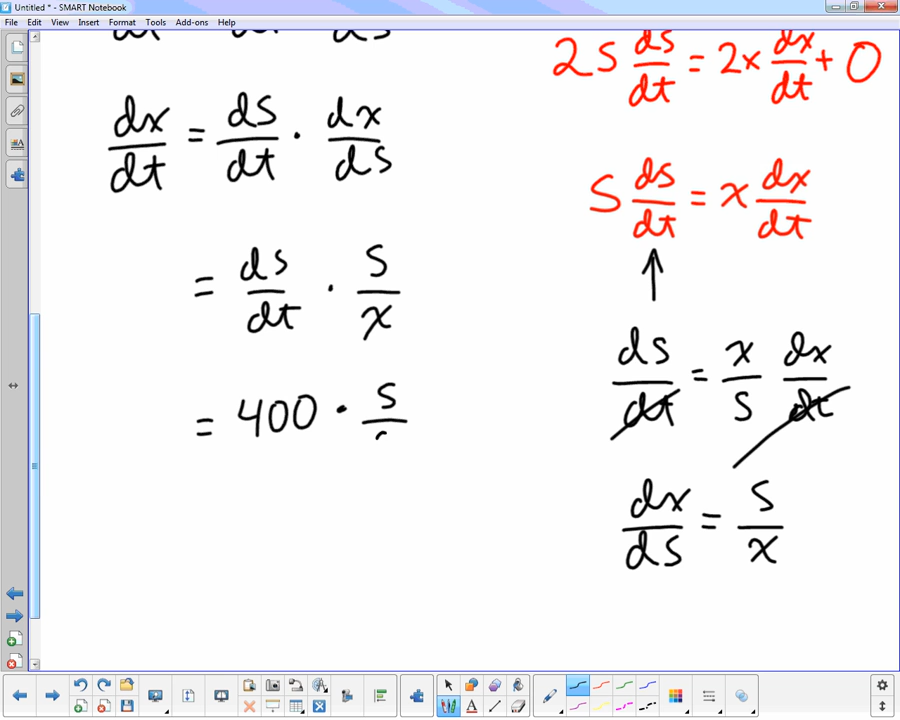 Untitled * - SMART Notebook
File Edit View Insert Format Tools Add-ons Help
dx/dt = ds/dt · dx/ds
= ds/dt · s/x
= 400 · s/
2s ds/dt = 2x dx/dt + 0
s ds/dt = x dx/dt
↑
ds/dt = x/s dx/dt
dx/ds = s/x